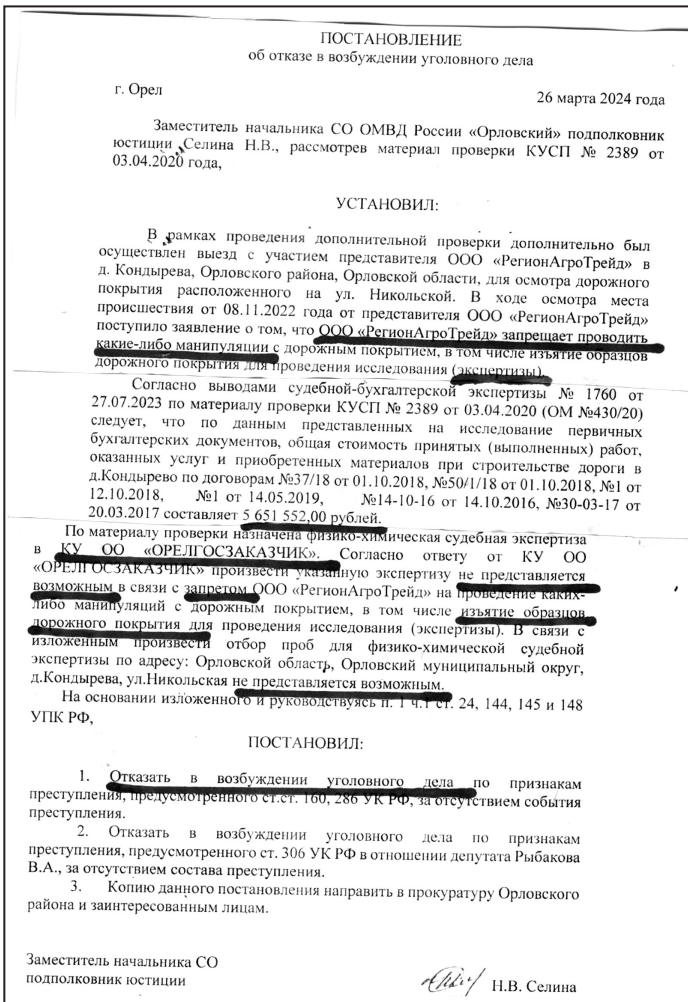 ПОСТАНОВЛЕНИЕ
об отказе в возбуждении уголовного дела
г. Орел
26 марта 2024 года
Заместитель начальника СО ОМВД России «Орловский» подполковник
юстиции Селина Н.В., рассмотрев материал проверки КУСП № 2389 от
03.04.2020 года,
УСТАНОВИЛ:
В рамках проведения дополнительной проверки дополнительно был
осуществлен выезд с участием представителя ООО «РегионАгроТрейд» в
д. Кондырева, Орловского района, Орловской области, для осмотра дорожного
покрытия расположенного на ул. Никольской. В ходе осмотра места
происшествия от 08.11.2022 года от представителя ООО «РегионАгроТрейд»
поступило заявление о том, что ООО «РегионАгроТрейд» запрещает проводить
какие-либо манипуляции с дорожным покрытием, в том числе изъятие образцов
дорожного покрытия для проведения исследования (экспертизы).
Согласно выводами судебной-бухгалтерской экспертизы № 1760 от
27.07.2023 по материалу проверки КУСП № 2389 от 03.04.2020 (ОМ №430/20)
следует, что по данным представленных на исследование первичных
бухгалтерских документов, общая стоимость принятых (выполненных) работ,
оказанных услуг и приобретенных материалов при строительстве дороги в
д.Кондырево по договорам №37/18 от 01.10.2018, №50/1/18 от 01.10.2018, №1 от
12.10.2018, №1 от 14.05.2019, №14-10-16 от 14.10.2016, №30-03-17 от
20.03.2017 составляет 5 651 552,00 рублей.
По материалу проверки назначена физико-химическая судебная экспертиза
в КУ ОО «ОРЕЛГОСЗАКАЗЧИК». Согласно ответу от КУ ОО
«ОРЕЛГОСЗАКАЗЧИК» произвести указанную экспертизу не представляется
возможным в связи с запретом ООО «РегионАгроТрейд» на проведение каких-
либо манипуляций с дорожным покрытием, в том числе изъятие образцов
дорожного покрытия для проведения исследования (экспертизы). В связи с
изложенным произвести отбор проб для физико-химической судебной
экспертизы по адресу: Орловской область, Орловский муниципальный округ,
д.Кондырева, ул.Никольская не представляется возможным.
На основании изложенного и руководствуясь п. 1 ч.1 ст. 24, 144, 145 и 148
УПК РФ,
ПОСТАНОВИЛ:
1. Отказать в возбуждении уголовного дела по признакам
преступления, предусмотренного ст.ст. 160, 286 УК РФ, за отсутствием события
преступления.
2. Отказать в возбуждении уголовного дела по признакам
преступления, предусмотренного ст. 306 УК РФ в отношении депутата Рыбакова
В.А., за отсутствием состава преступления.
3. Копию данного постановления направить в прокуратуру Орловского
района и заинтересованным лицам.
Заместитель начальника СО
подполковник юстиции
Н.В. Селина